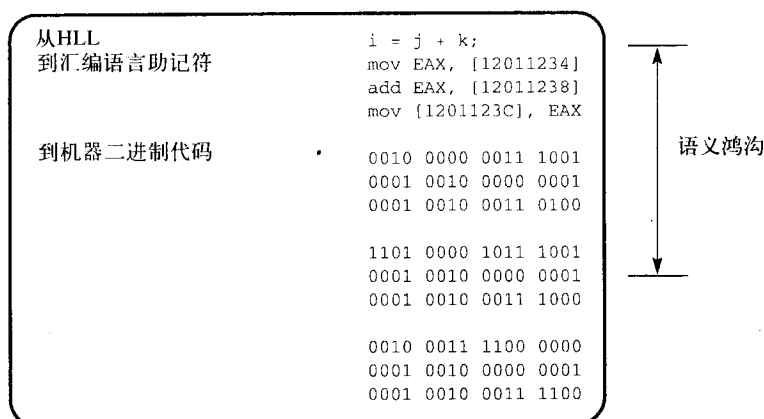 从HLL i = j + k;
到汇编语言助记符 mov EAX, [12011234]
add EAX, [12011238]
mov [1201123C], EAX
到机器二进制代码 0010 0000 0011 1001
语义鸿沟
0001 0010 0000 0001
0001 0010 0011 0100
1101 0000 1011 1001
0001 0010 0000 0001
0001 0010 0011 1000
0010 0011 1100 0000
0001 0010 0000 0001
0001 0010 0011 1100